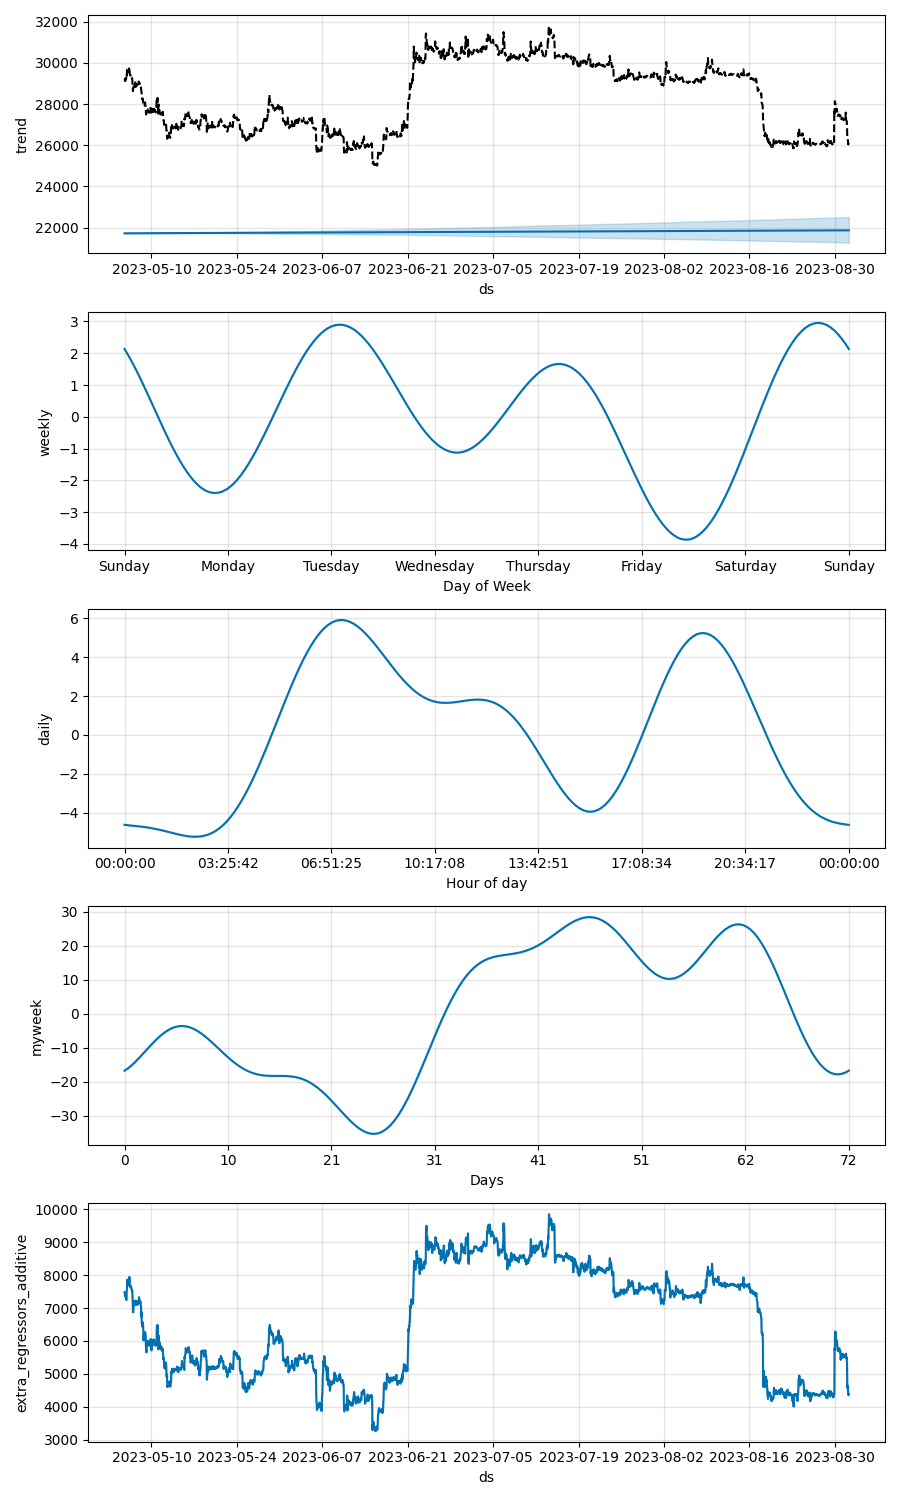 32000
30000
28000
26000
24000
22000
trend
2023-05-10 2023-05-24 2023-06-07 2023-06-21 2023-07-05 2023-07-19 2023-08-02 2023-08-16 2023-08-30
ds
3
2
1
0
−1
−2
−3
−4
weekly
Sunday Monday Tuesday Wednesday Thursday Friday Saturday Sunday
Day of Week
6
4
2
0
−2
−4
daily
00:00:00 03:25:42 06:51:25 10:17:08 13:42:51 17:08:34 20:34:17 00:00:00
Hour of day
30
20
10
0
−10
−20
−30
myweek
0 10 21 31 41 51 62 72
Days
10000
9000
8000
7000
6000
5000
4000
3000
extra_regressors_additive
2023-05-10 2023-05-24 2023-06-07 2023-06-21 2023-07-05 2023-07-19 2023-08-02 2023-08-16 2023-08-30
ds